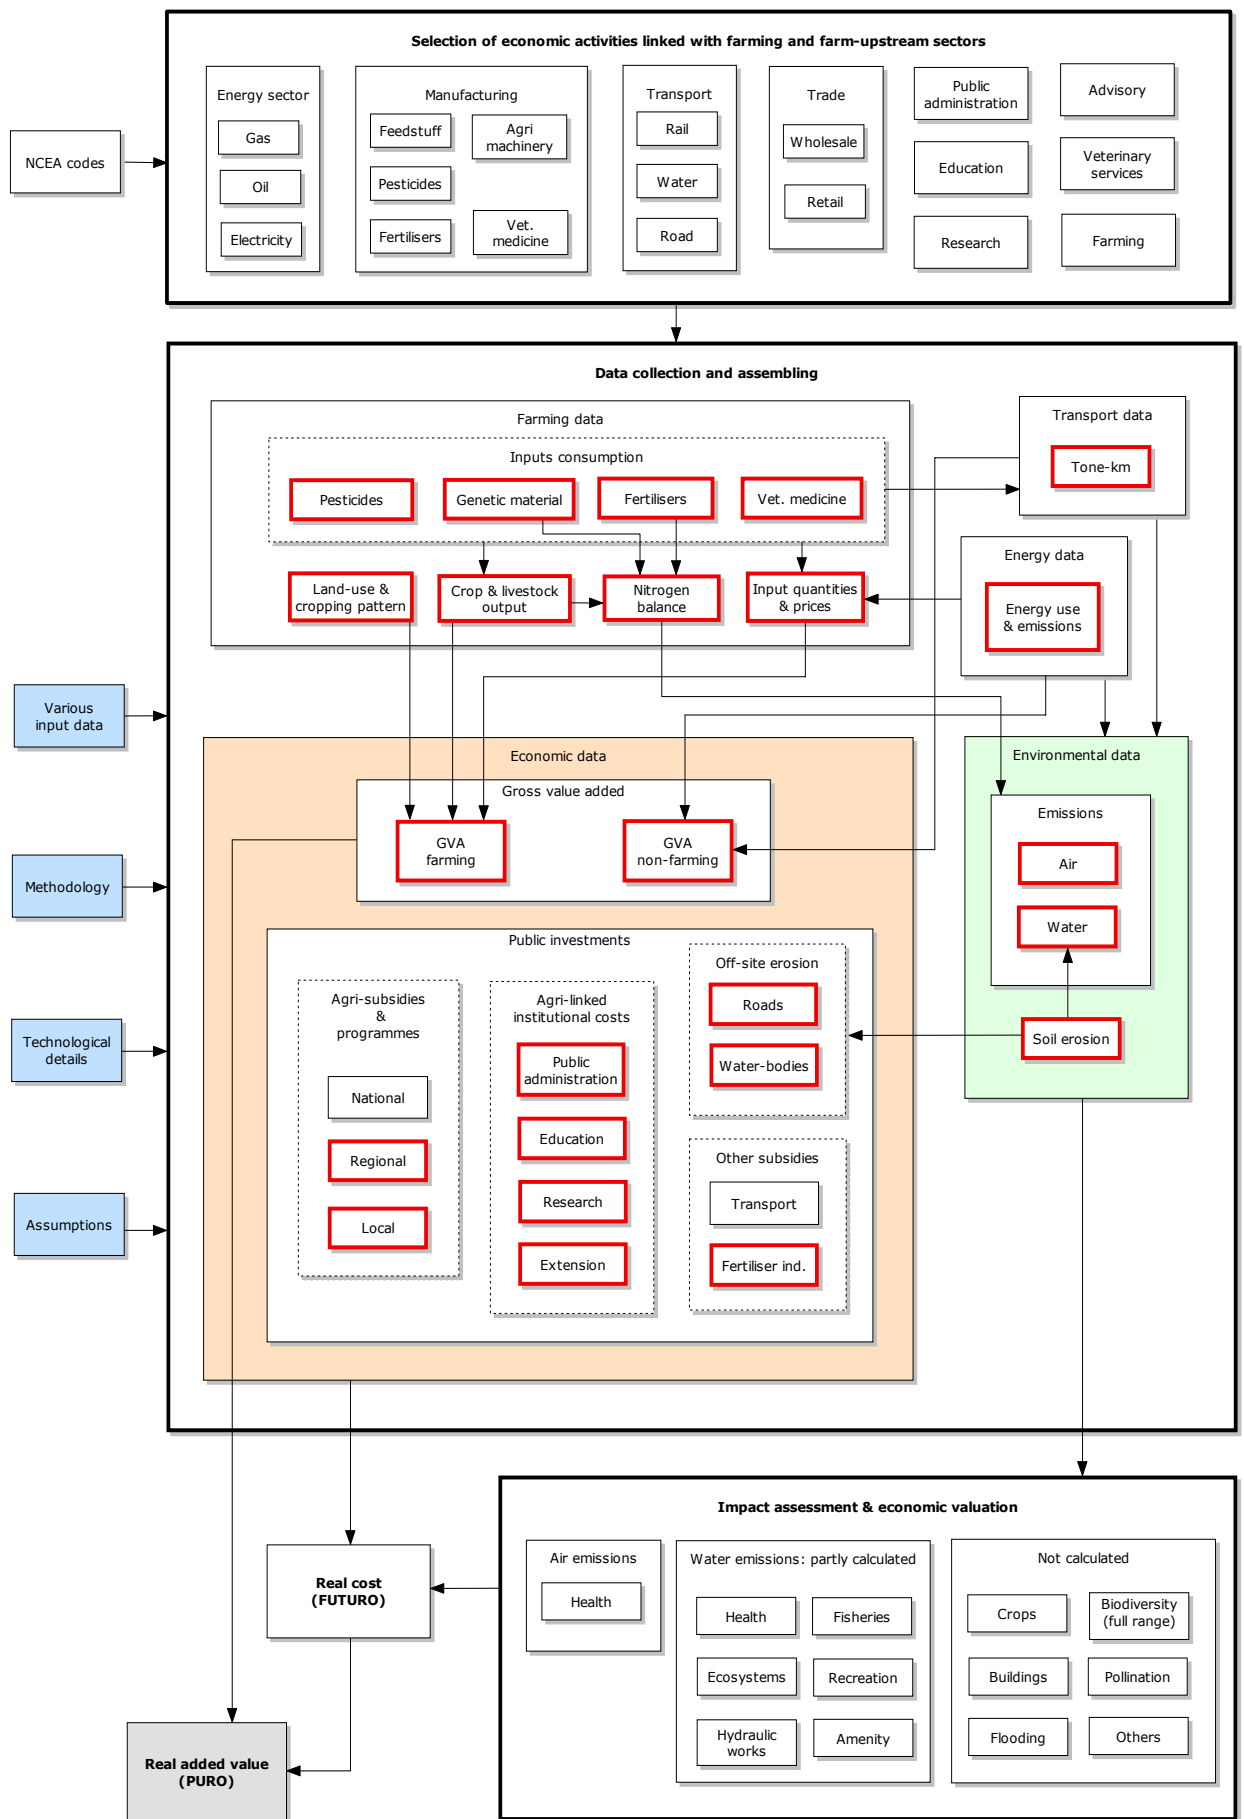 Selection of economic activities linked with farming and farm-upstream sectors
NCEA codes
Energy sector
Gas
Oil
Electricity
Manufacturing
Feedstuff
Agri
machinery
Pesticides
Fertilisers
Vet.
medicine
Transport
Rail
Water
Road
Trade
Wholesale
Retail
Public
administration
Advisory
Education
Veterinary
services
Research
Farming
Data collection and assembling
Farming data
Inputs consumption
Pesticides
Genetic material
Fertilisers
Vet. medicine
Land-use &
cropping pattern
Crop & livestock
output
Nitrogen
balance
Input quantities
& prices
Transport data
Tone-km
Energy data
Energy use
& emissions
Various
input data
Methodology
Technological
details
Assumptions
Economic data
Gross value added
GVA
farming
GVA
non-farming
Public investments
Agri-subsidies
&
programmes
National
Regional
Local
Agri-linked
institutional costs
Public
administration
Education
Research
Extension
Off-site erosion
Roads
Water-bodies
Other subsidies
Transport
Fertiliser ind.
Environmental data
Emissions
Air
Water
Soil erosion
Impact assessment & economic valuation
Air emissions
Health
Water emissions: partly calculated
Health
Fisheries
Ecosystems
Recreation
Hydraulic
works
Amenity
Not calculated
Crops
Biodiversity
(full range)
Buildings
Pollination
Flooding
Others
Real cost
(FUTURO)
Real added value
(PURO)